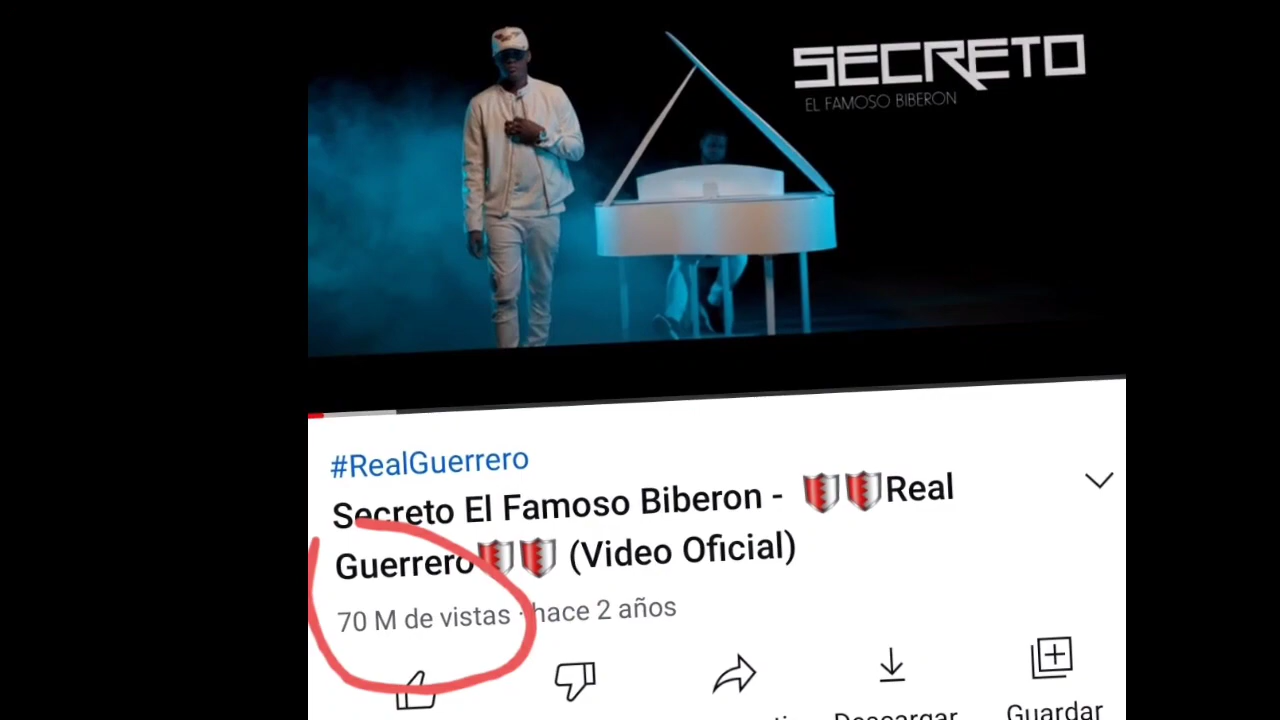 SECRETO
EL FAMOSO BIBERON
#RealGuerrero
Secreto El Famoso Biberon - Real
Guerrero (Video Oficial)
70 M de vistas · hace 2 años
Descargar
Guardar